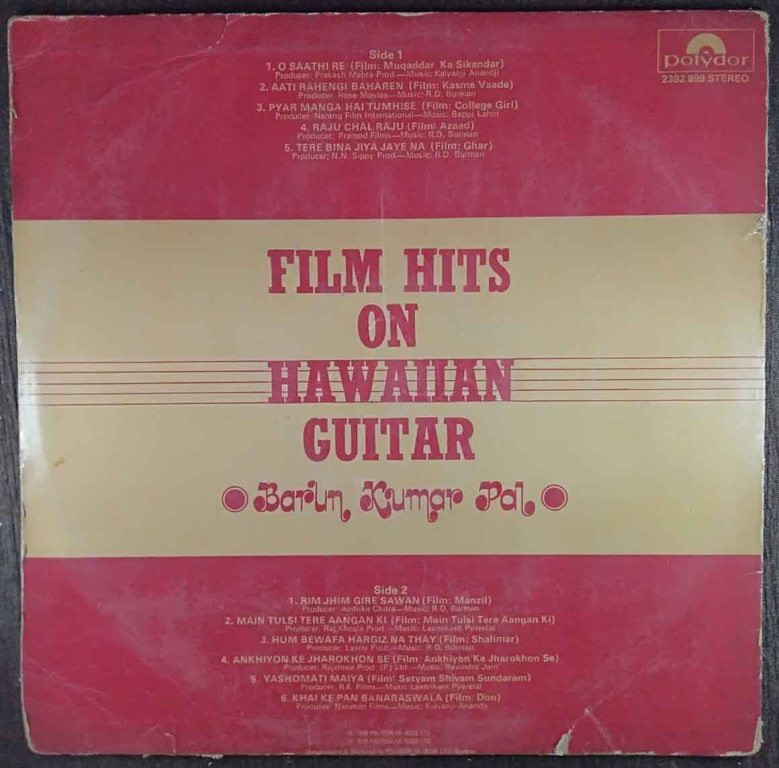 Side 1
polydor
2392 899 STEREO
1. O SAATHI RE (Film: Muqaddar Ka Sikandar)
Producer: Prakash Mehra Prod.—Music: Kalyanji Anandji
2. AATI RAHENGI BAHAREN (Film: Kasme Vaade)
Producer: Rose Movies—Music: R.D. Burman
3. PYAR MANGA HAI TUMHISE (Film: College Girl)
Producer: Narang Film International—Music: Bappi Lahiri
4. RAJU CHAL RAJU (Film: Azaad)
Producer: Pramod Films—Music: R.D. Burman
5. TERE BINA JIYA JAYE NA (Film: Ghar)
Producer: N.N. Sippy Prod.—Music: R.D. Burman
FILM HITS
ON
HAWAIIAN
GUITAR
Barun Kumar Pal
Side 2
1. RIM JHIM GIRE SAWAN (Film: Manzil)
Producer: Ambika Chitra—Music: R.D. Burman
2. MAIN TULSI TERE AANGAN KI (Film: Main Tulsi Tere Aangan Ki)
Producer: Raj Khosla Prod.—Music: Laxmikant Pyarelal
3. HUM BEWAFA HARGIZ NA THAY (Film: Shalimar)
Producer: Laxmi Prod.—Music: R.D. Burman
4. ANKHIYON KE JHAROKHON SE (Film: Ankhiyon Ke Jharokhon Se)
Producer: Rajshree Prod. (P) Ltd.—Music: Ravindra Jain
5. YASHOMATI MAIYA (Film: Satyam Shivam Sundaram)
Producer: R.K. Films—Music: Laxmikant Pyarelal
6. KHAI KE PAN BANARASWALA (Film: Don)
Producer: Nariman Films—Music: Kalyanji Anandji